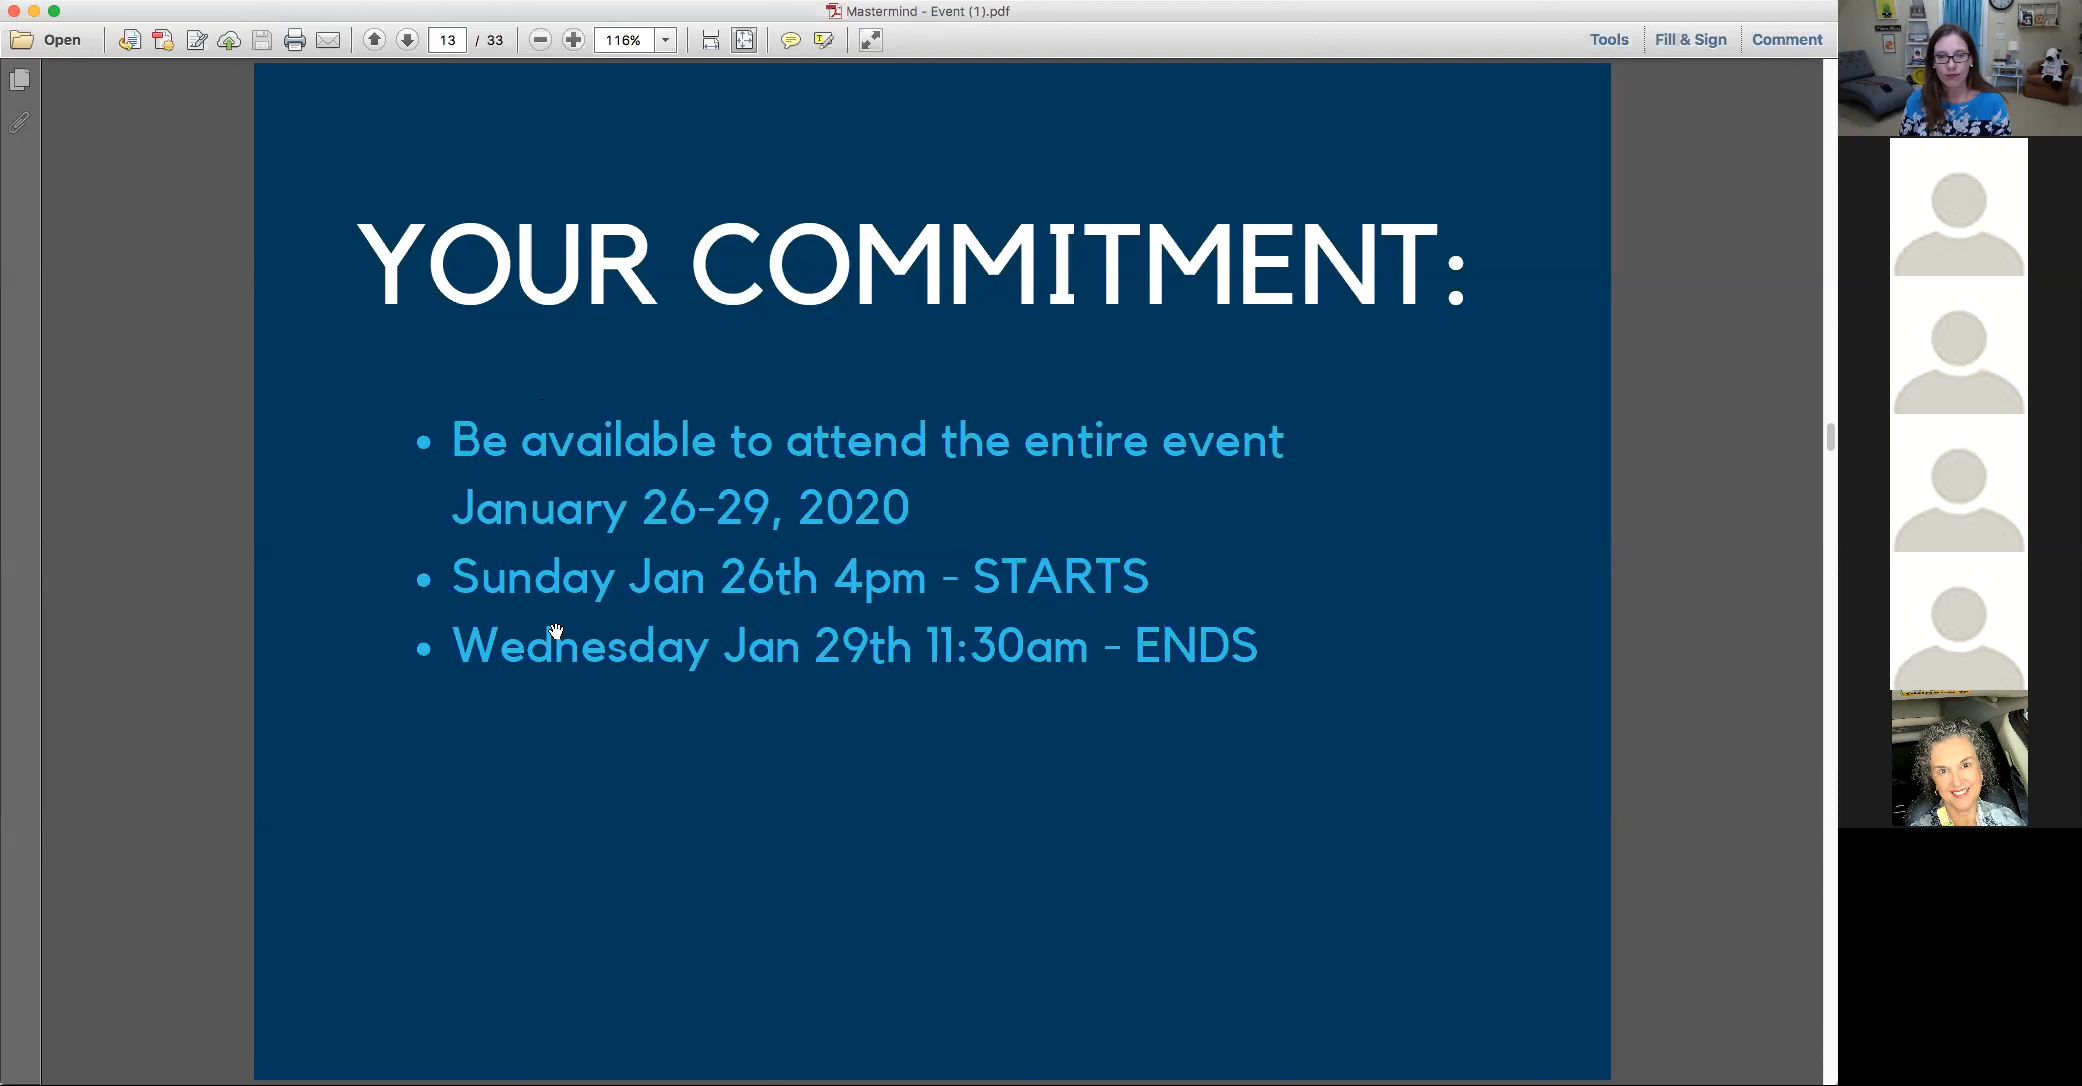 Mastermind - Event (1).pdf
Open
13 / 33
116%
Tools
Fill & Sign
Comment
YOUR COMMITMENT:
• Be available to attend the entire event
January 26-29, 2020
• Sunday Jan 26th 4pm - STARTS
• Wednesday Jan 29th 11:30am - ENDS